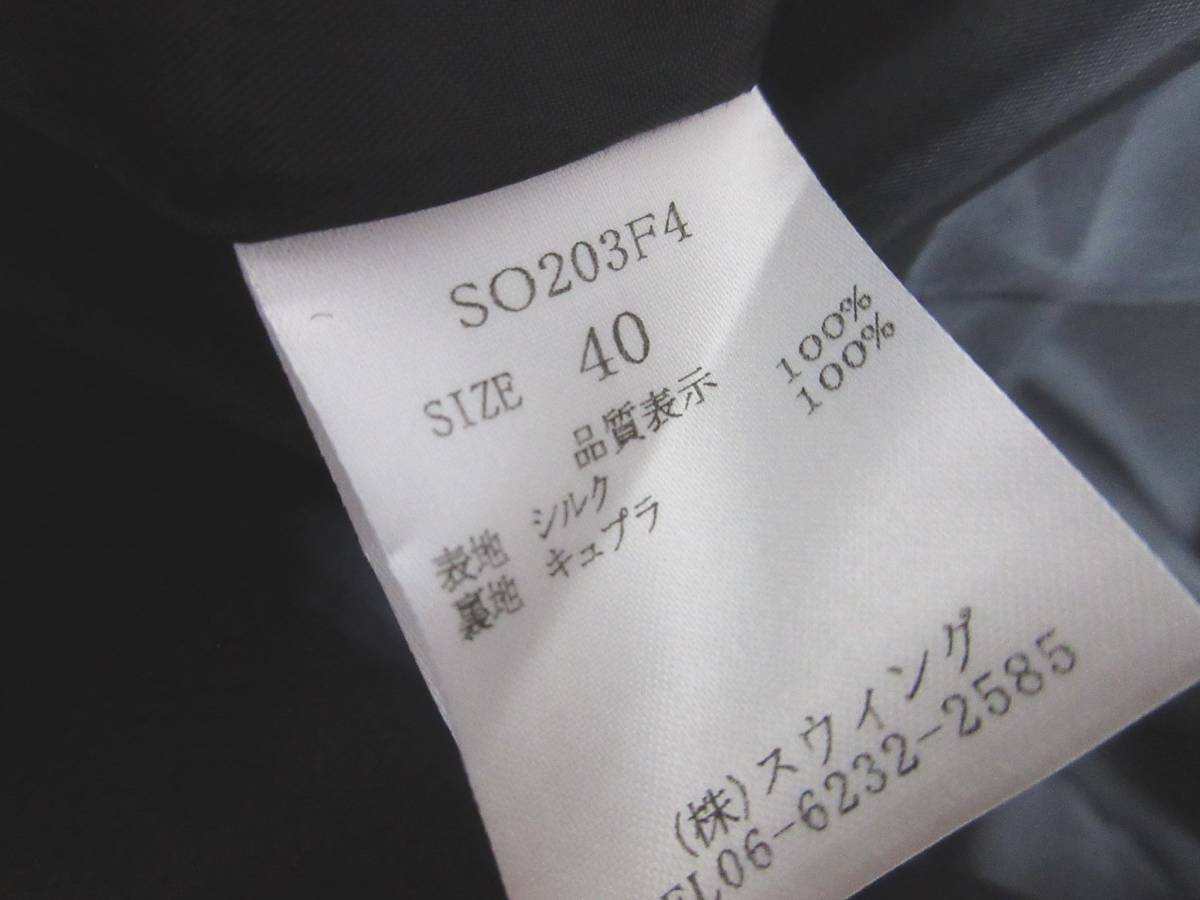 SO203F4
SIZE 40
品質表示
表地 シルク 100%
裏地 キュプラ 100%
(株)スウィング
EL06-6232-2585